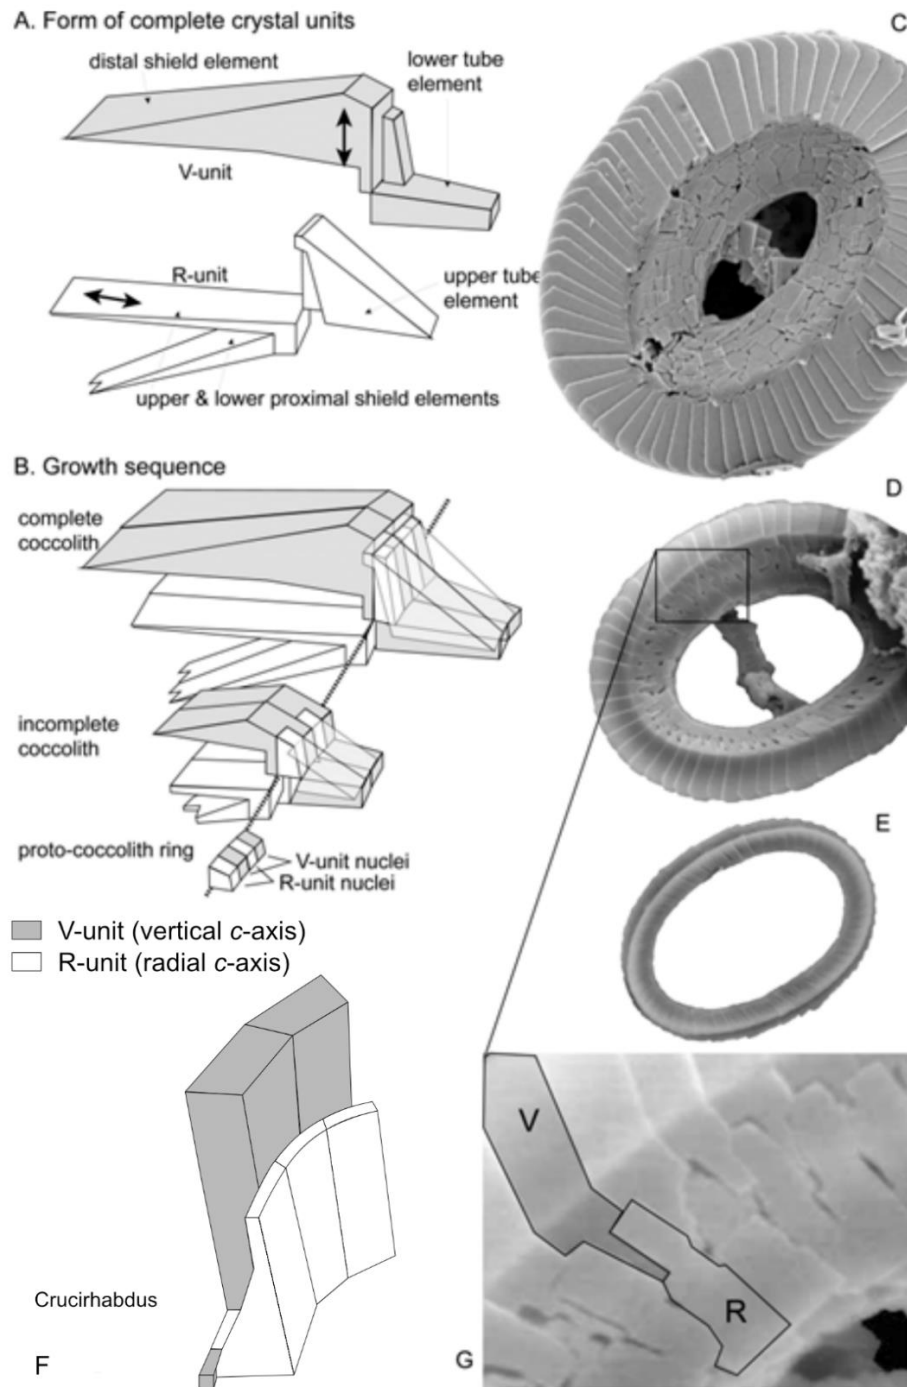 A. Form of complete crystal units
C
distal shield element
lower tube
element
V-unit
R-unit
upper tube
element
upper & lower proximal shield elements
B. Growth sequence
D
complete
coccolith
incomplete
coccolith
E
proto-coccolith ring
V-unit nuclei
R-unit nuclei
V-unit (vertical c-axis)
R-unit (radial c-axis)
V
Crucirhabdus
R
F
G